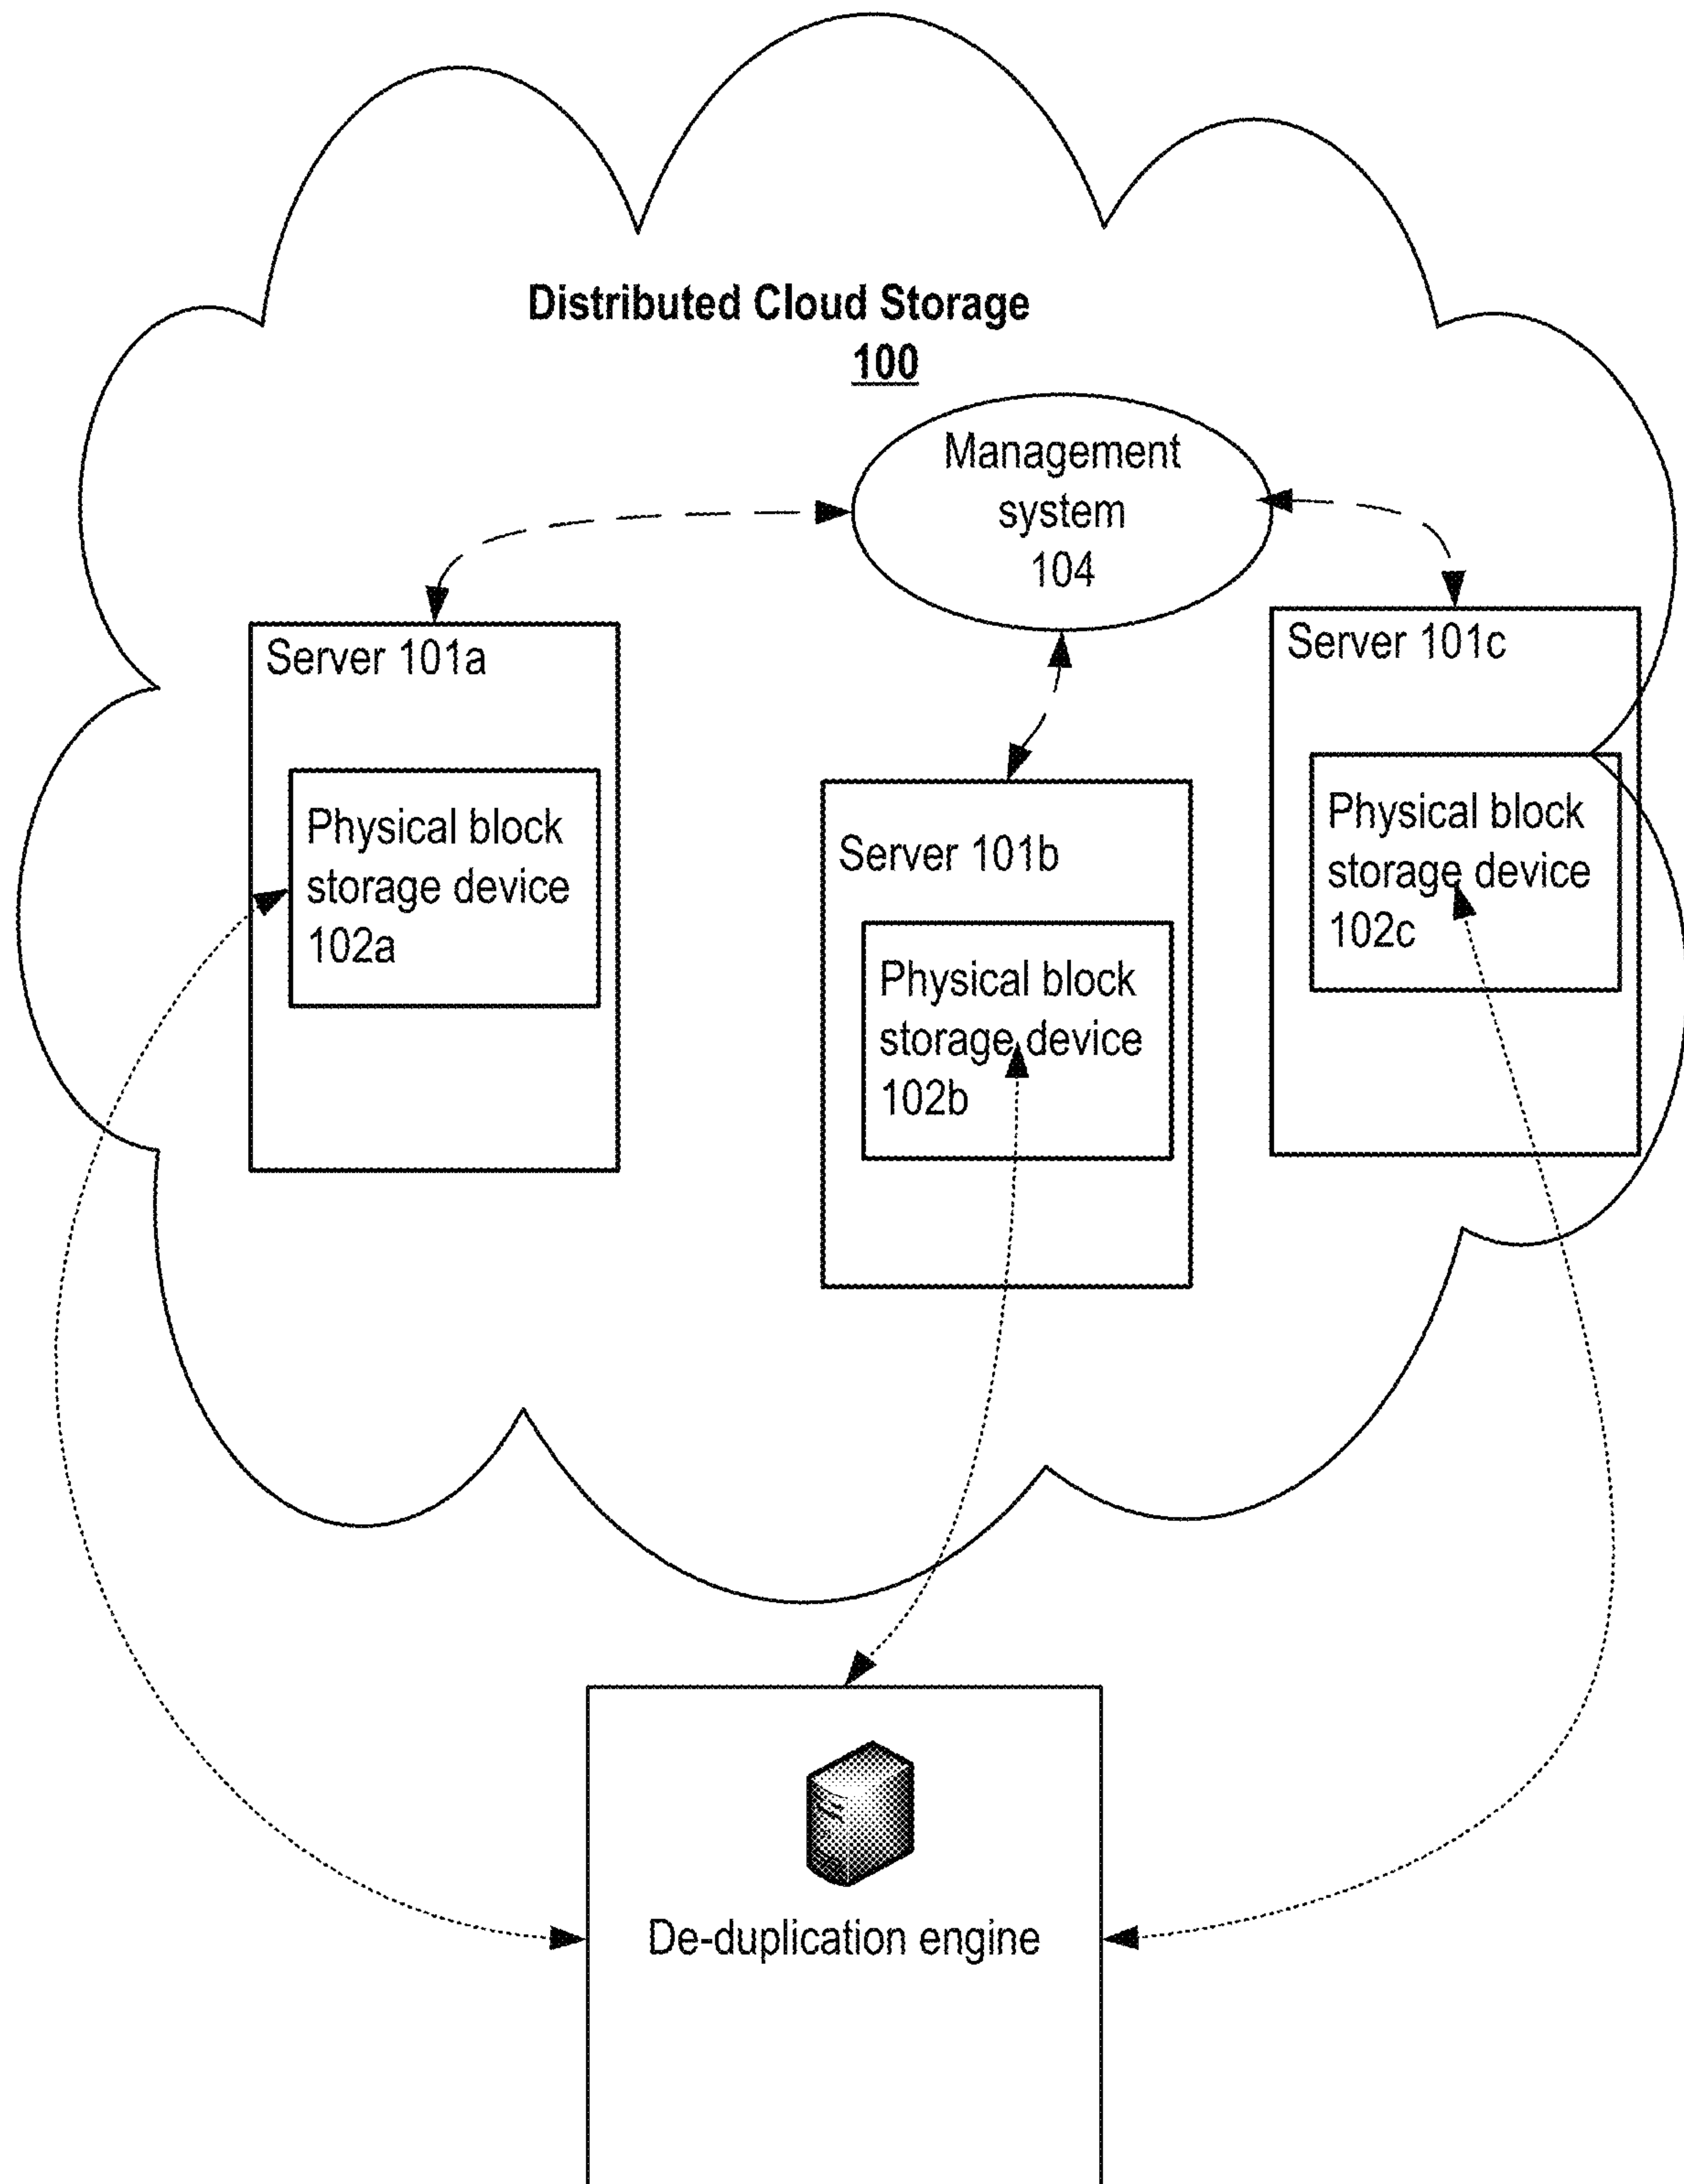 Distributed Cloud Storage
100
Management
system
104
Server 101a
Physical block
storage device
102a
Server 101b
Physical block
storage device
102b
Server 101c
Physical block
storage device
102c
De-duplication engine